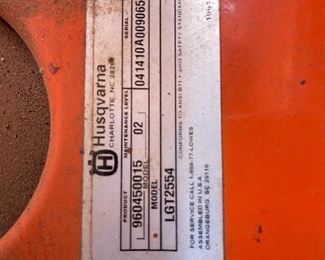 Husqvarna
CHARLOTTE, NC
PRODUCT MAINTENANCE LEVEL SERIAL
960450015 02 041410A009065
MODEL
MODEL
LGT2554
CONFORMS TO ANSI B71.1-2003 SAFETY STANDARD
FOR SERVICE CALL 1-888-77-LOWES
ASSEMBLED IN U.S.A.
ORANGEBURG, SC 29116